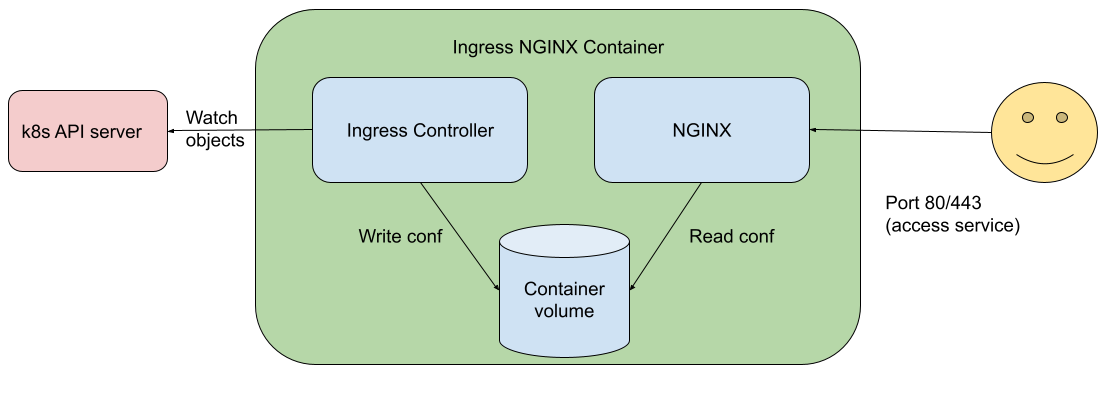 Ingress NGINX Container
k8s API server
Watch
objects
Ingress Controller
NGINX
Port 80/443
(access service)
Write conf
Read conf
Container
volume